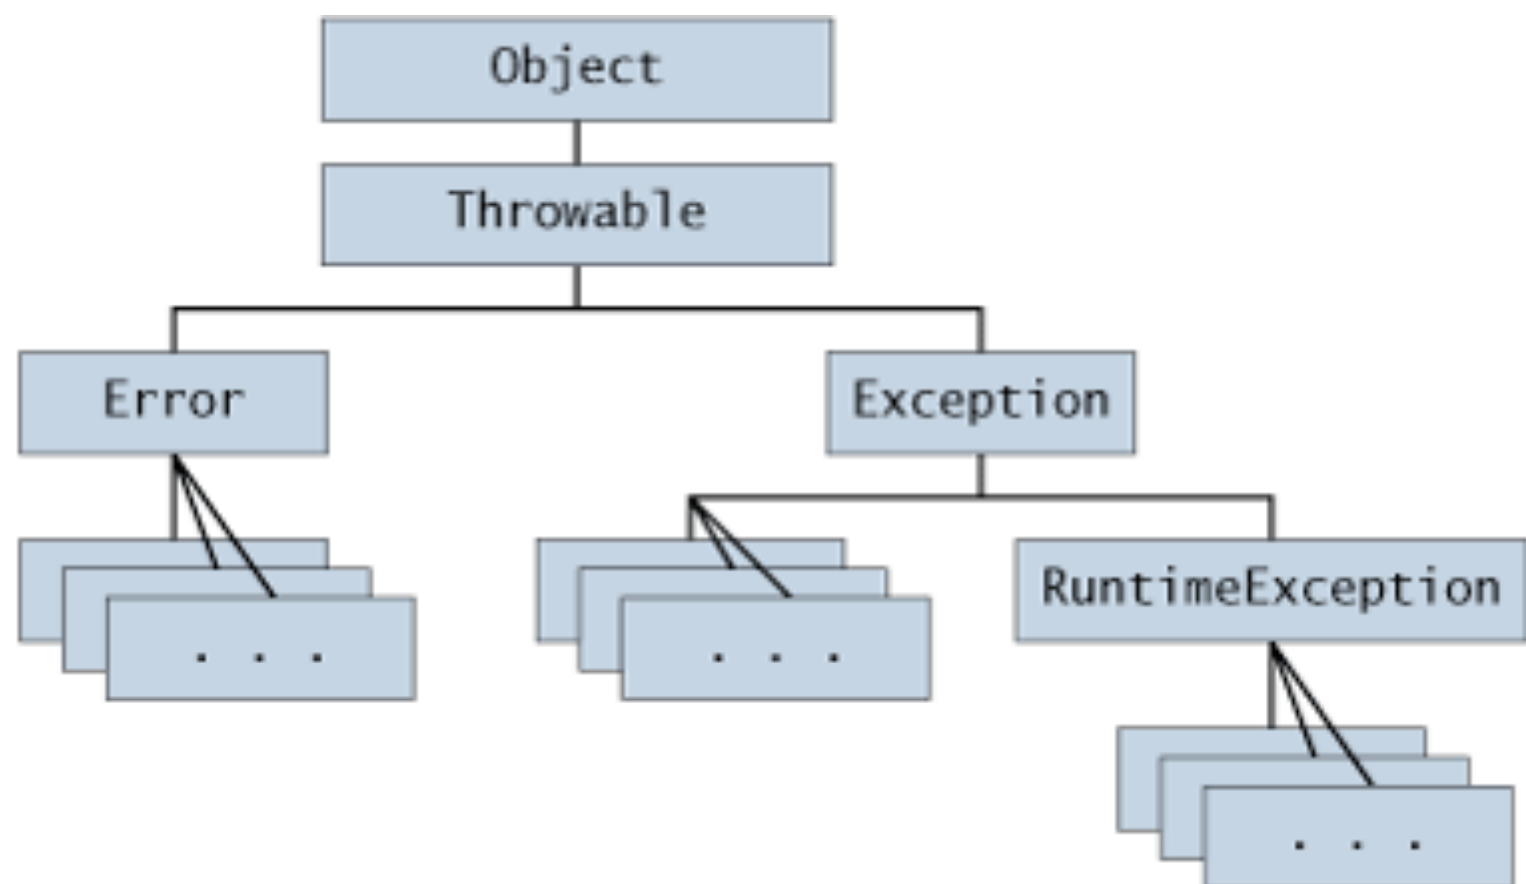 Object
Throwable
Error
Exception
RuntimeException
. . .
. . .
. . .